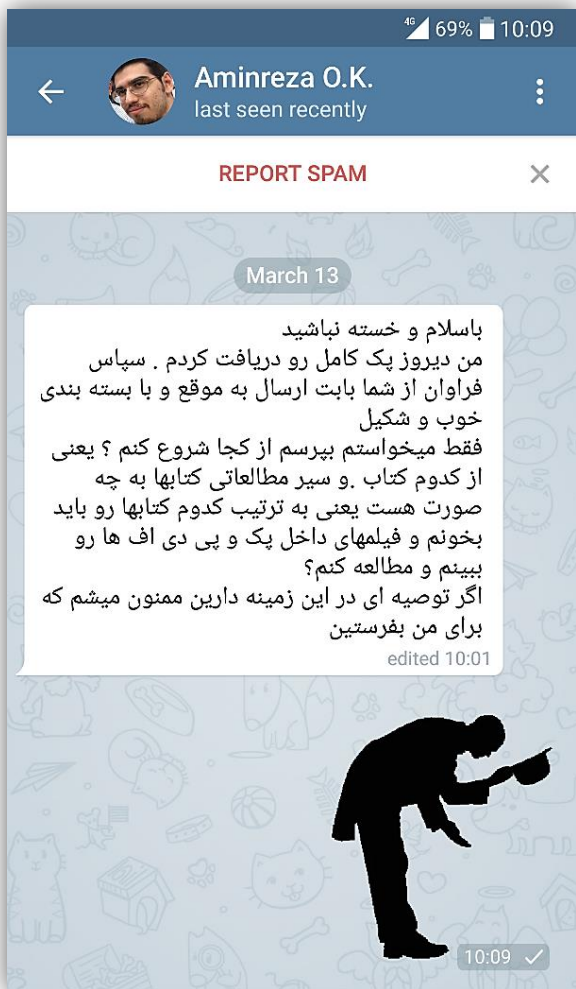 4G 69% 10:09
Aminreza O.K.
last seen recently
REPORT SPAM
March 13
باسلام و خسته نباشید
من دیروز پک کامل رو دریافت کردم . سپاس
فراوان از شما بابت ارسال به موقع و با بسته بندی
خوب و شکیل
فقط میخواستم بپرسم از کجا شروع کنم ؟ یعنی
از کدوم کتاب .و سیر مطالعاتی کتابها به چه
صورت هست یعنی به ترتیب کدوم کتابها رو باید
بخونم و فیلمهای داخل پک و پی دی اف ها رو
ببینم و مطالعه کنم؟
اگر توصیه ای در این زمینه دارین ممنون میشم که
برای من بفرستین
edited 10:01
10:09